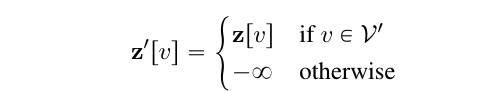 z′[v] = { z[v] if v ∈ 𝒱′
−∞ otherwise